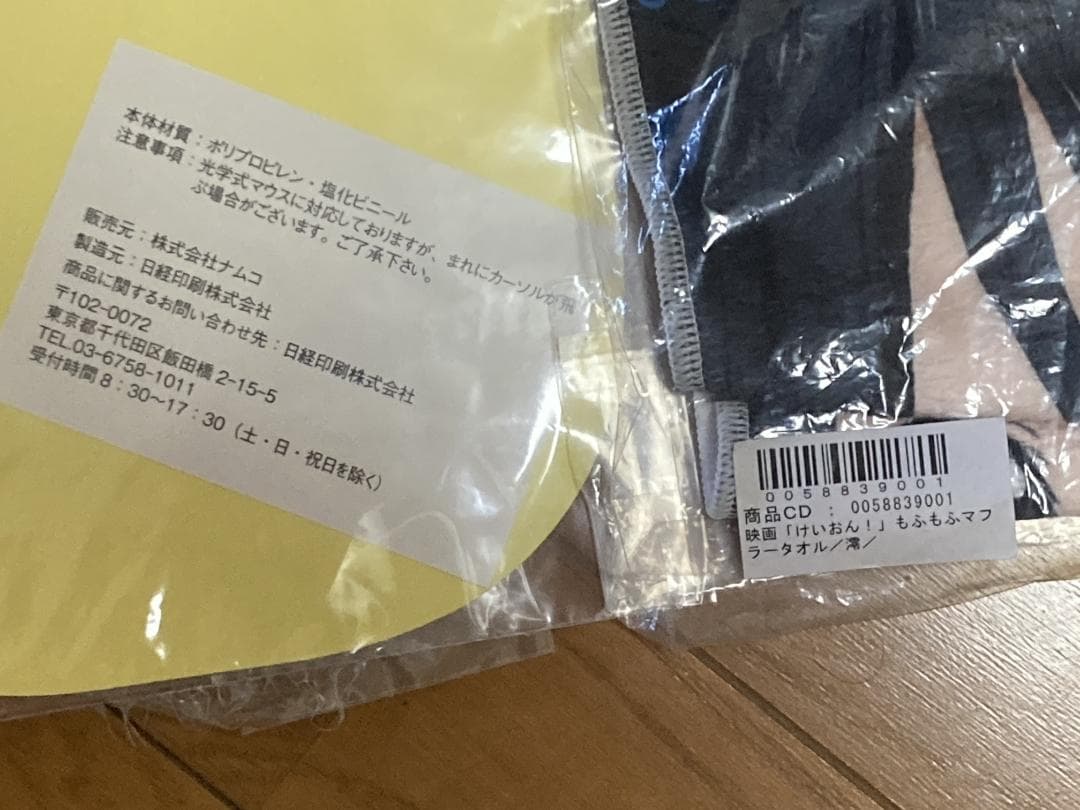 本体材質：ポリプロピレン・塩化ビニール
注意事項：光学式マウスに対応しておりますが、まれにカーソルが飛
ぶ場合がございます。ご了承下さい。
販売元：株式会社ナムコ
製造元：日経印刷株式会社
商品に関するお問い合わせ先：日経印刷株式会社
〒102-0072
東京都千代田区飯田橋 2-15-5
TEL03-6758-1011
受付時間 8：30〜17：30（土・日・祝日を除く）
0058839001
商品CD : 0058839001
映画「けいおん！」もふもふマフ
ラータオル／澪／